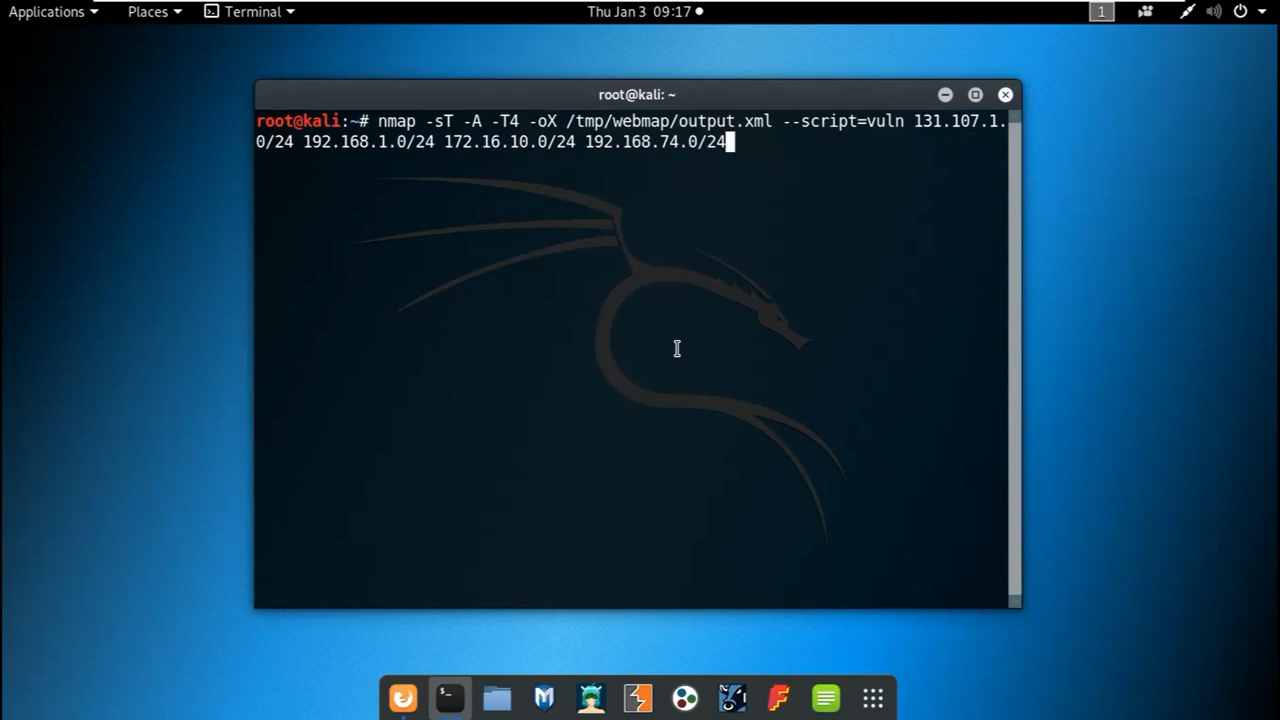 Applications Places Terminal Thu Jan 3 09:17 1
root@kali: ~
root@kali:~# nmap -sT -A -T4 -oX /tmp/webmap/output.xml --script=vuln 131.107.1.
0/24 192.168.1.0/24 172.16.10.0/24 192.168.74.0/24
$_